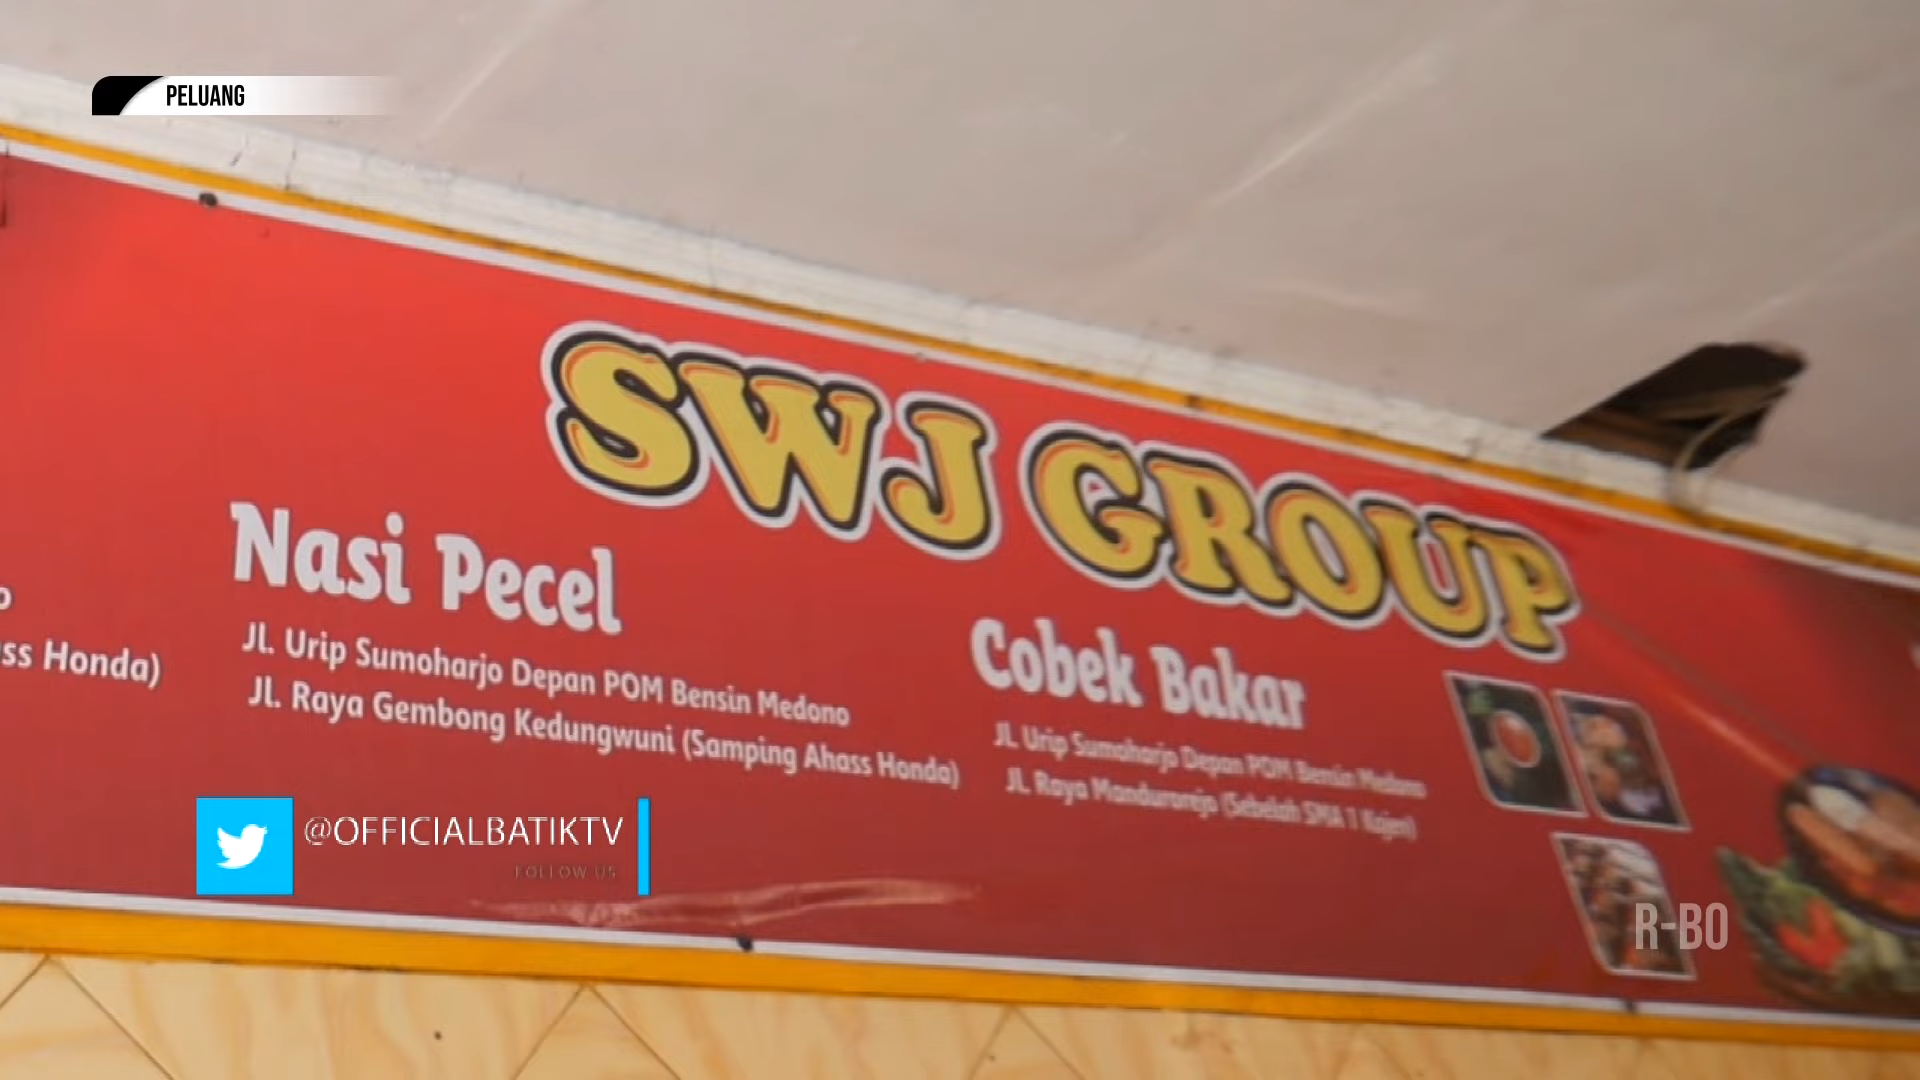 PELUANG
SWJ GROUP
Nasi Pecel
Jl. Urip Sumoharjo Depan POM Bensin Medono
Jl. Raya Gembong Kedungwuni (Samping Ahass Honda)
Cobek Bakar
Jl. Urip Sumoharjo Depan POM Bensin Medono
Jl. Raya Mandurorejo (Sebelah SMA 1 Kajen)
ss Honda)
@OFFICIALBATIKTV
FOLLOW US
R-BO